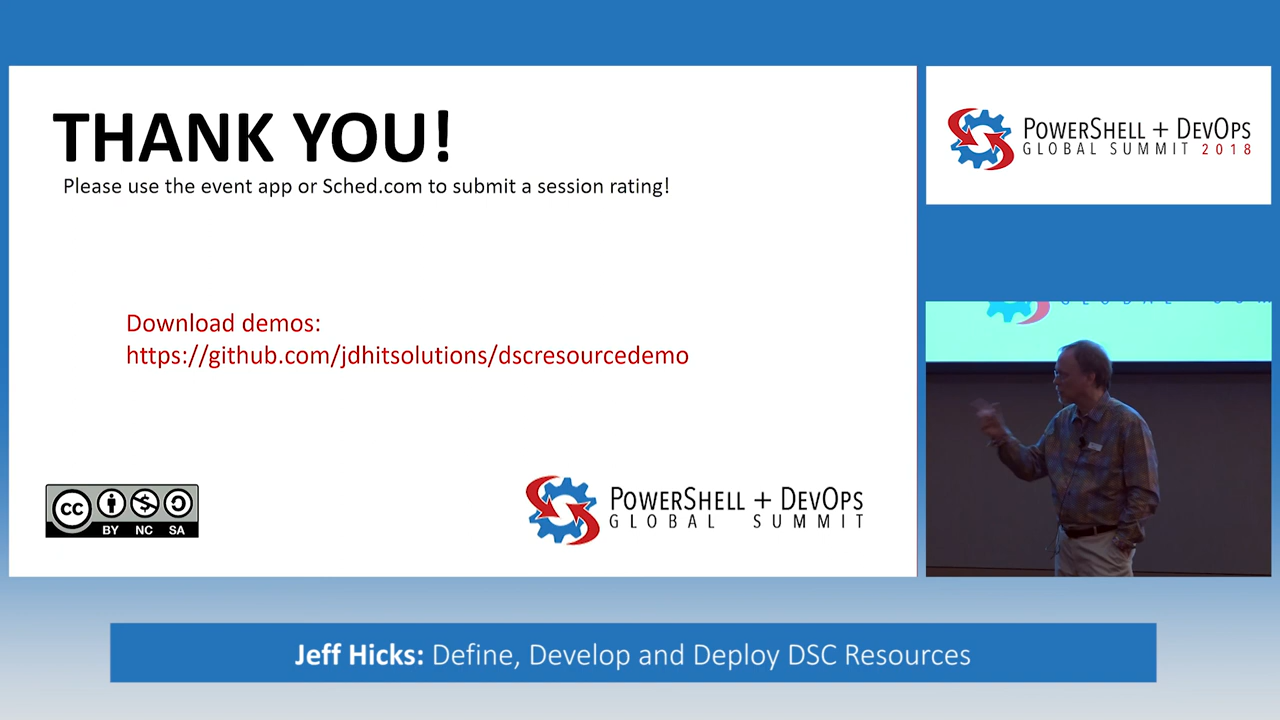 THANK YOU!
Please use the event app or Sched.com to submit a session rating!
Download demos:
https://github.com/jdhitsolutions/dscresourcedemo
cc
BY NC SA
POWERSHELL + DEVOPS
GLOBAL SUMMIT
POWERSHELL + DEVOPS
GLOBAL SUMMIT 2018
Jeff Hicks: Define, Develop and Deploy DSC Resources